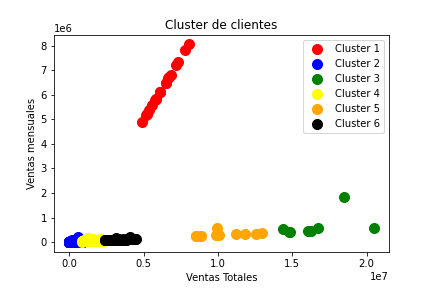 Cluster de clientes
1e6
8
7
6
5
4
3
2
1
0
Ventas mensuales
Cluster 1
Cluster 2
Cluster 3
Cluster 4
Cluster 5
Cluster 6
0.0 0.5 1.0 1.5 2.0
1e7
Ventas Totales